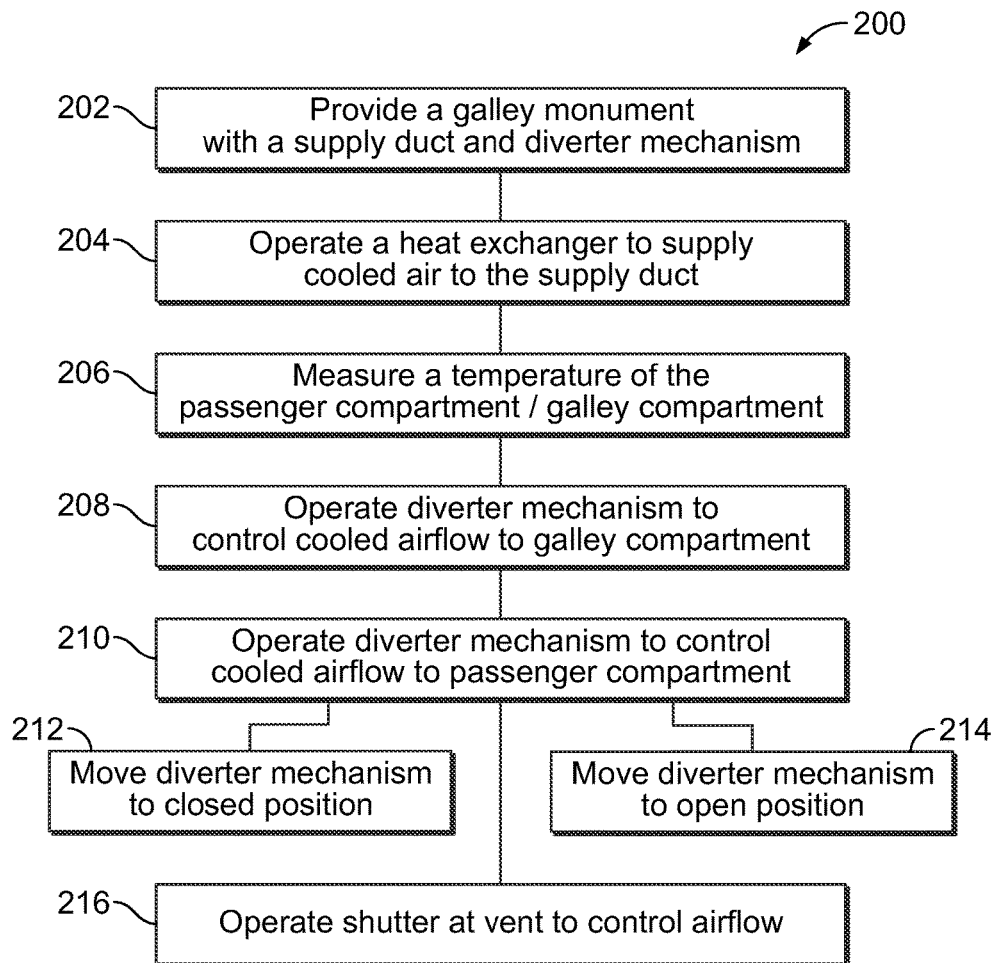 200
202
Provide a galley monument
with a supply duct and diverter mechanism
204
Operate a heat exchanger to supply
cooled air to the supply duct
206
Measure a temperature of the
passenger compartment / galley compartment
208
Operate diverter mechanism to
control cooled airflow to galley compartment
210
Operate diverter mechanism to control
cooled airflow to passenger compartment
212
Move diverter mechanism
to closed position
214
Move diverter mechanism
to open position
216
Operate shutter at vent to control airflow